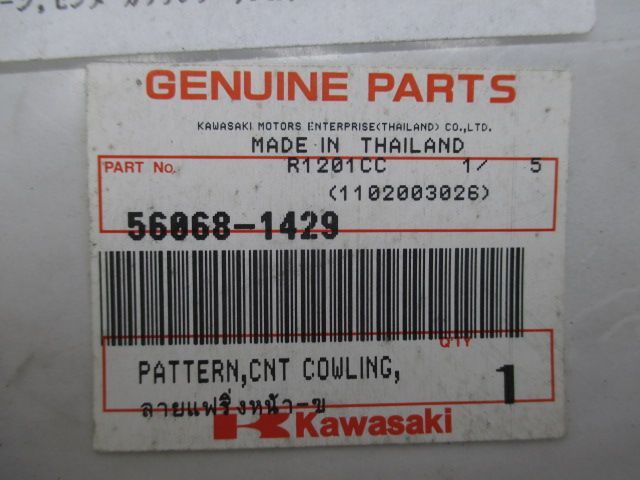 GENUINE PARTS
KAWASAKI MOTORS ENTERPRISE(THAILAND) CO.,LTD.
MADE IN THAILAND
PART No. R1201CC 1/ 5
(1102003026)
56068-1429
Q'TY
PATTERN,CNT COWLING, 1
ลายแฟริ่งหน้า-ข
Kawasaki